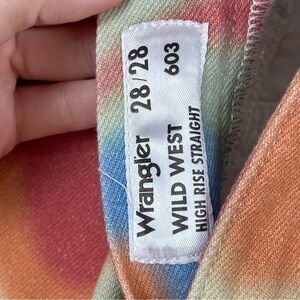 Wrangler 28/28
WILD WEST 603
HIGH RISE STRAIGHT